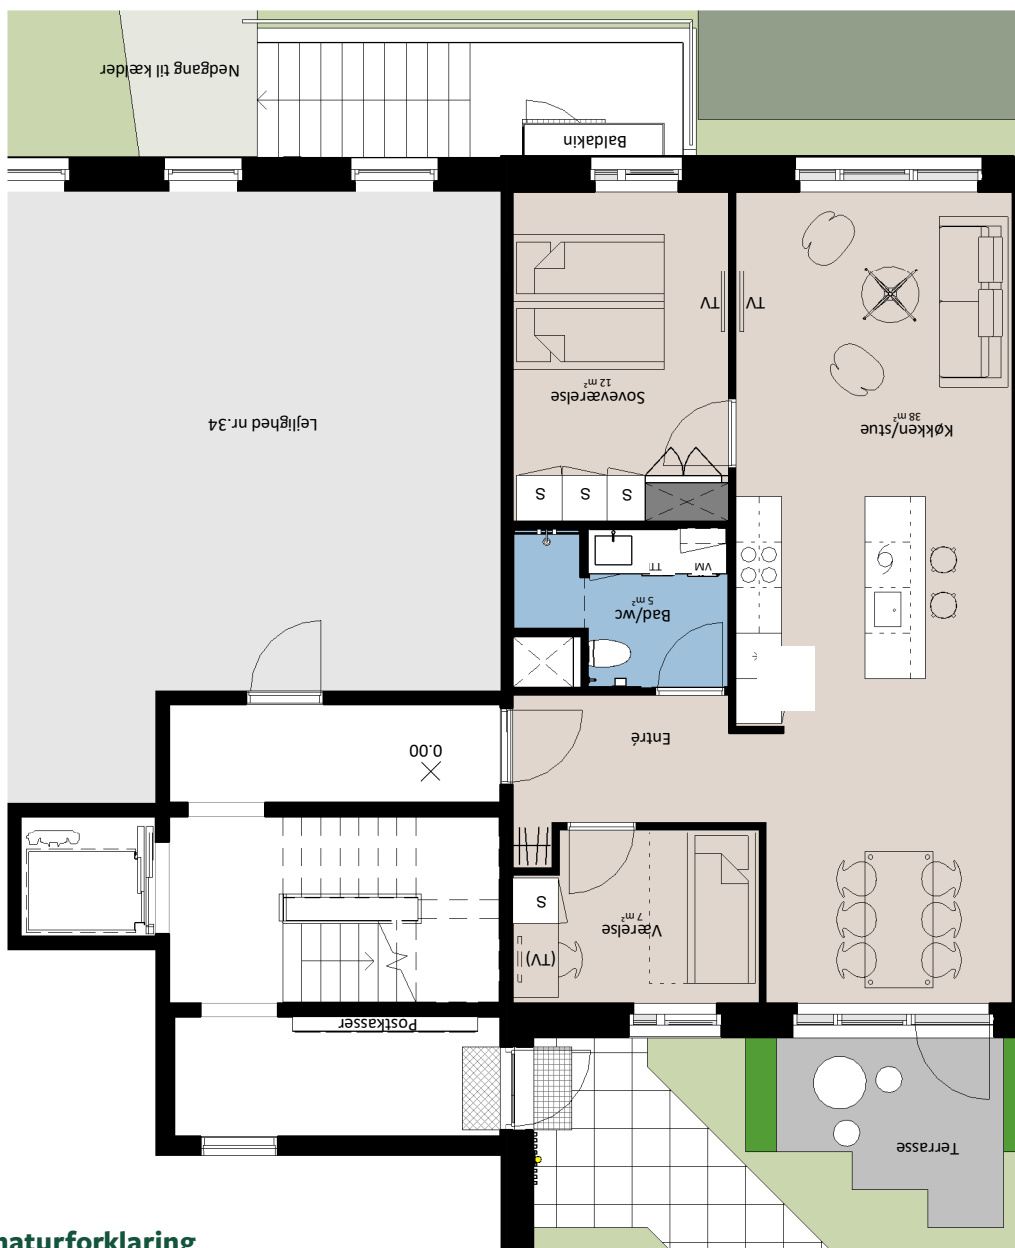 Nedgang til kælder
Baldakin
TV
TV
Soveværelse
12 m²
Køkken/stue
38 m²
Lejlighed nr.34
S
S
S
TT
VM
Bad/wc
5 m²
Entré
0.00
S
Værelse
7 m²
(TV)
Postkasser
Terrasse
naturforklaring